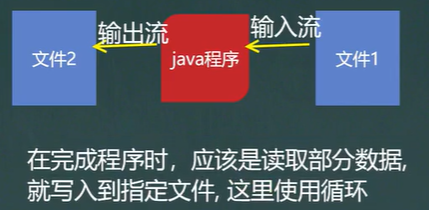 输出流
输入流
文件2
java程序
文件1
在完成程序时，应该是读取部分数据,
就写入到指定文件, 这里使用循环